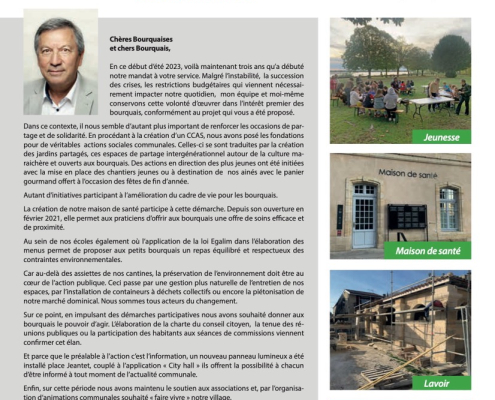 Chères Bourquaises
et chers Bourquais,
En ce début d'été 2023, voilà maintenant trois ans qu'a débuté
notre mandat à votre service. Malgré l'instabilité, la succession
des crises, les restrictions budgétaires qui viennent nécessai-
rement impacter notre quotidien, mon équipe et moi-même
conservons cette volonté d'œuvrer dans l'intérêt premier des
bourquais, conformément au projet qui vous a été proposé.
Dans ce contexte, il nous semble d'autant plus important de renforcer les occasions de par-
tage et de solidarité. En procédant à la création d'un CCAS, nous avons posé les fondations
pour de véritables actions sociales communales. Celles-ci se sont traduites par la création
des jardins partagés, ces espaces de partage intergénérationnel autour de la culture ma-
raichère et ouverts aux bourquais. Des actions en direction des plus jeunes ont été initiées
avec la mise en place des chantiers jeunes ou à destination de nos ainés avec le panier
gourmand offert à l'occasion des fêtes de fin d'année.
Autant d'initiatives participant à l'amélioration du cadre de vie pour les bourquais.
La création de notre maison de santé participe à cette démarche. Depuis son ouverture en
février 2021, elle permet aux praticiens d'offrir aux bourquais une offre de soins efficace et
de proximité.
Au sein de nos écoles également où l'application de la loi Egalim dans l'élaboration des
menus permet de proposer aux petits bourquais un repas équilibré et respectueux des
contraintes environnementales.
Car au-delà des assiettes de nos cantines, la préservation de l'environnement doit être au
cœur de l'action publique. Ceci passe par une gestion plus naturelle de l'entretien de nos
espaces, par l'installation de containeurs à déchets collectifs ou encore la piétonisation de
notre marché dominical. Nous sommes tous acteurs du changement.
Sur ce point, en impulsant des démarches participatives nous avons souhaité donner aux
bourquais le pouvoir d'agir. L'élaboration de la charte du conseil citoyen, la tenue des ré-
unions publiques ou la participation des habitants aux séances de commissions viennent
confirmer cet élan.
Et parce que le préalable à l'action c'est l'information, un nouveau panneau lumineux a été
installé place Jeantet, couplé à l'application « City hall » ils offrent la possibilité à chacun
d'être informé à tout moment de l'actualité communale.
Enfin, sur cette période nous avons maintenu le soutien aux associations et, par l'organisa-
tion d'animations communales souhaité « faire vivre » notre village.
Jeunesse
Maison de santé
Maison de santé
Lavoir